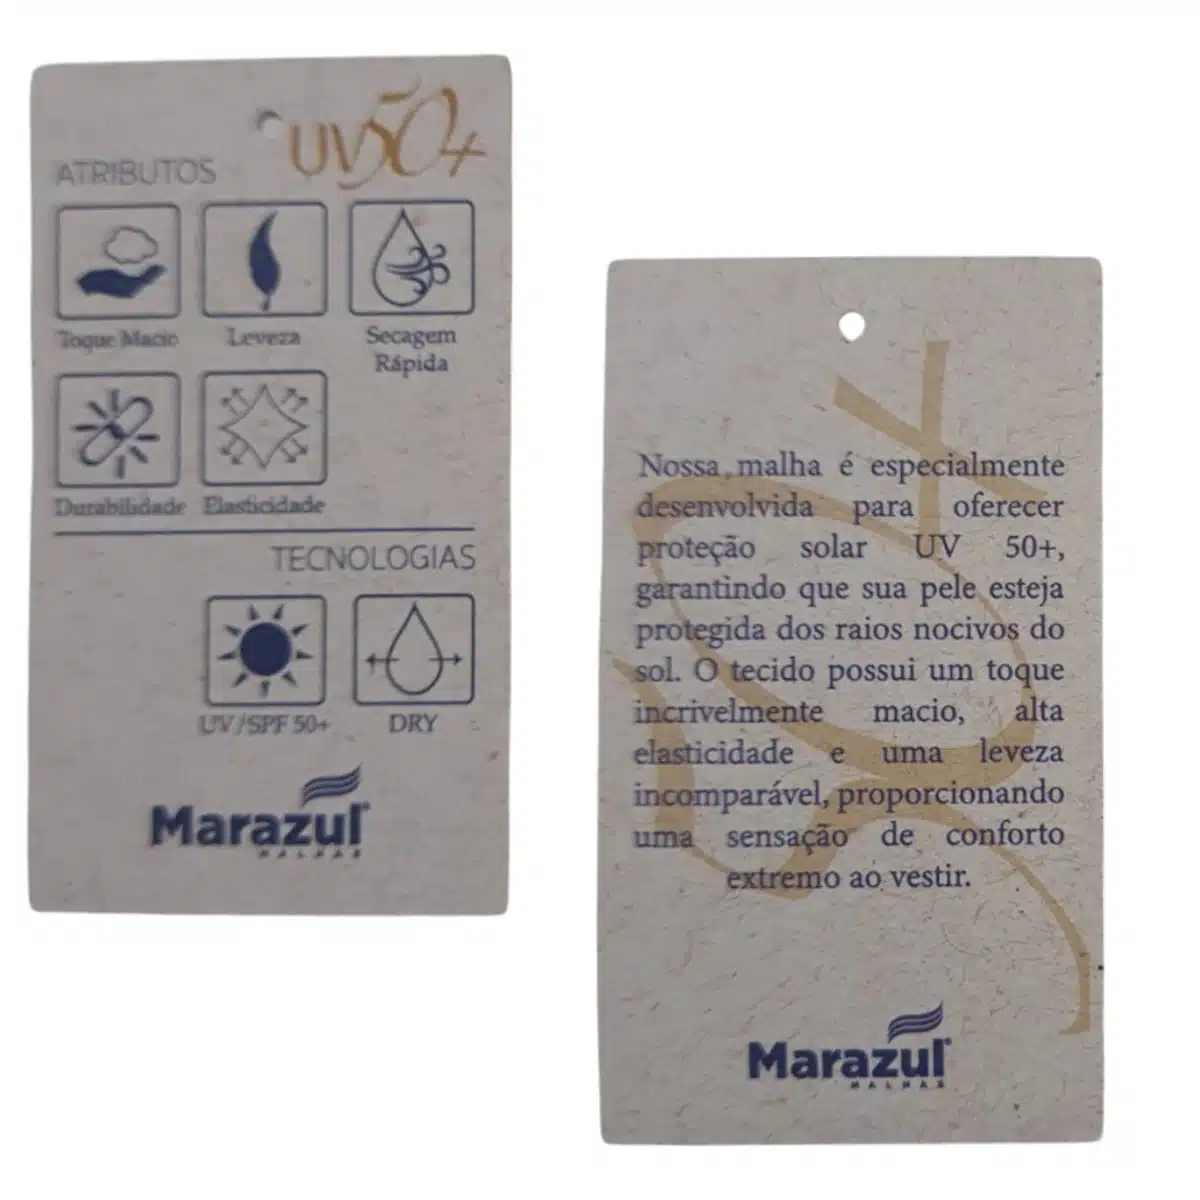 UV50+
ATRIBUTOS
Toque Macio
Leveza
Secagem
Rápida
Durabilidade
Elasticidade
TECNOLOGIAS
UV/SPF 50+
DRY
Marazul
MALHAS
Nossa malha é especialmente
desenvolvida para oferecer
proteção solar UV 50+,
garantindo que sua pele esteja
protegida dos raios nocivos do
sol. O tecido possui um toque
incrivelmente macio, alta
elasticidade e uma leveza
incomparável, proporcionando
uma sensação de conforto
extremo ao vestir.
Marazul
MALHAS